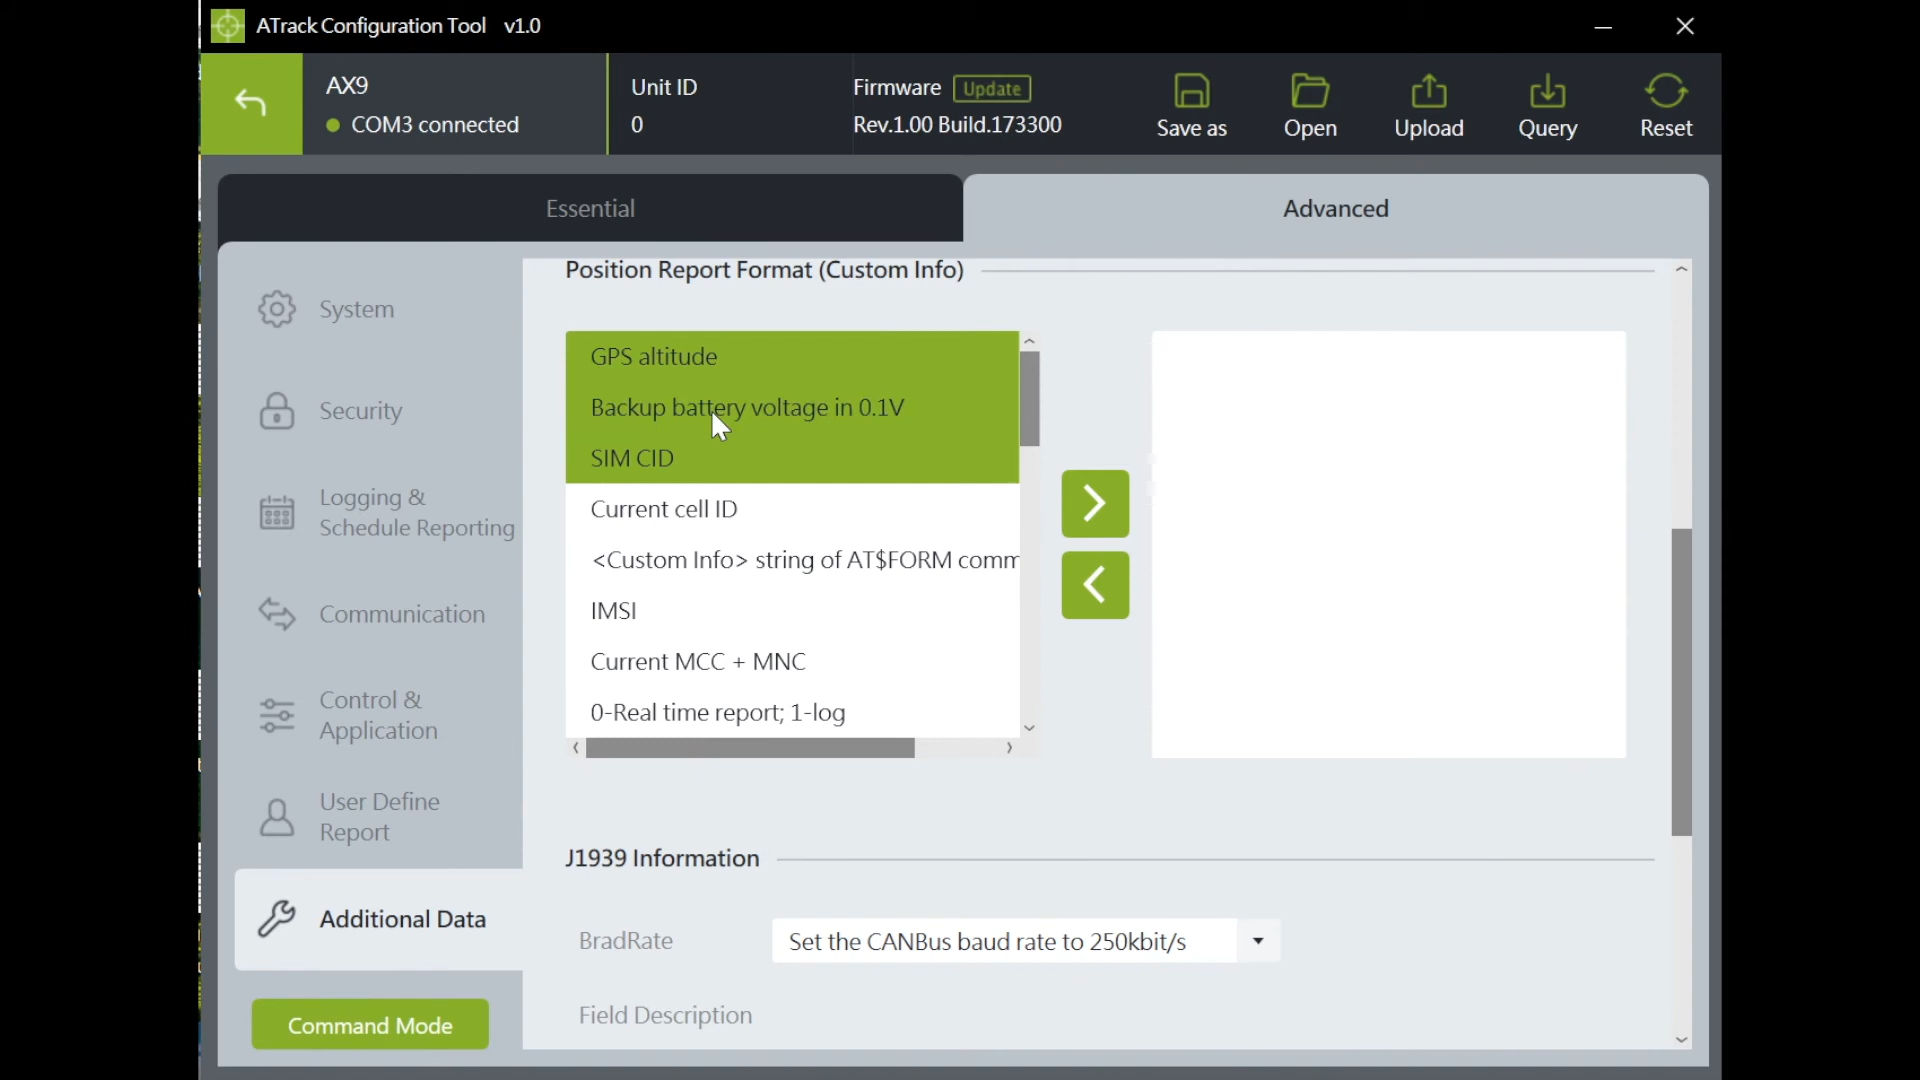 ATrack Configuration Tool v1.0
AX9
COM3 connected
Unit ID
0
Firmware Update
Rev.1.00 Build.173300
Save as
Open
Upload
Query
Reset
Essential
Advanced
System
Security
Logging &
Schedule Reporting
Communication
Control &
Application
User Define
Report
Additional Data
Command Mode
Position Report Format (Custom Info)
GPS altitude
Backup battery voltage in 0.1V
SIM CID
Current cell ID
<Custom Info> string of AT$FORM comm
IMSI
Current MCC + MNC
0-Real time report; 1-log
J1939 Information
BradRate
Set the CANBus baud rate to 250kbit/s
Field Description